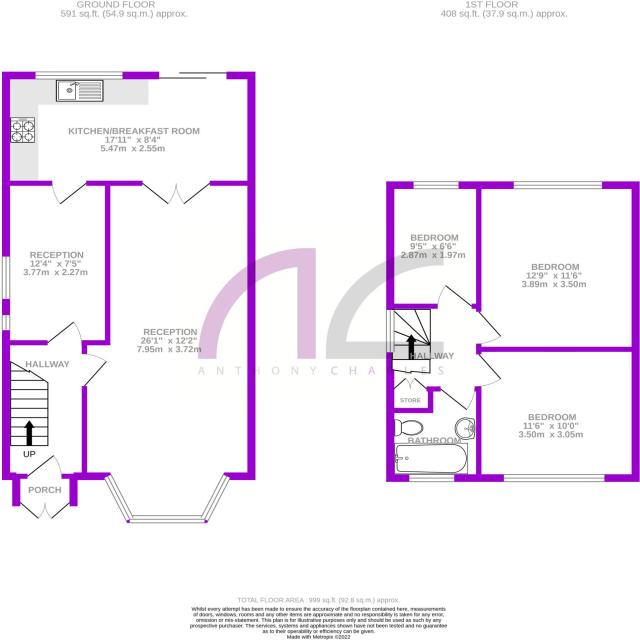 GROUND FLOOR
591 sq.ft. (54.9 sq.m.) approx.
1ST FLOOR
408 sq.ft. (37.9 sq.m.) approx.
KITCHEN/BREAKFAST ROOM
17'11" x 8'4"
5.47m x 2.55m
RECEPTION
12'4" x 7'5"
3.77m x 2.27m
RECEPTION
26'1" x 12'2"
7.95m x 3.72m
HALLWAY
UP
PORCH
BEDROOM
9'5" x 6'6"
2.87m x 1.97m
BEDROOM
12'9" x 11'6"
3.89m x 3.50m
HALLWAY
STORE
BEDROOM
11'6" x 10'0"
3.50m x 3.05m
BATHROOM
ANTHONY CHARLES
TOTAL FLOOR AREA : 999 sq.ft. (92.8 sq.m.) approx.
Whilst every attempt has been made to ensure the accuracy of the floorplan contained here, measurements
of doors, windows, rooms and any other items are approximate and no responsibility is taken for any error,
omission or mis-statement. This plan is for illustrative purposes only and should be used as such by any
prospective purchaser. The services, systems and appliances shown have not been tested and no guarantee
as to their operability or efficiency can be given.
Made with Metropix ©2022